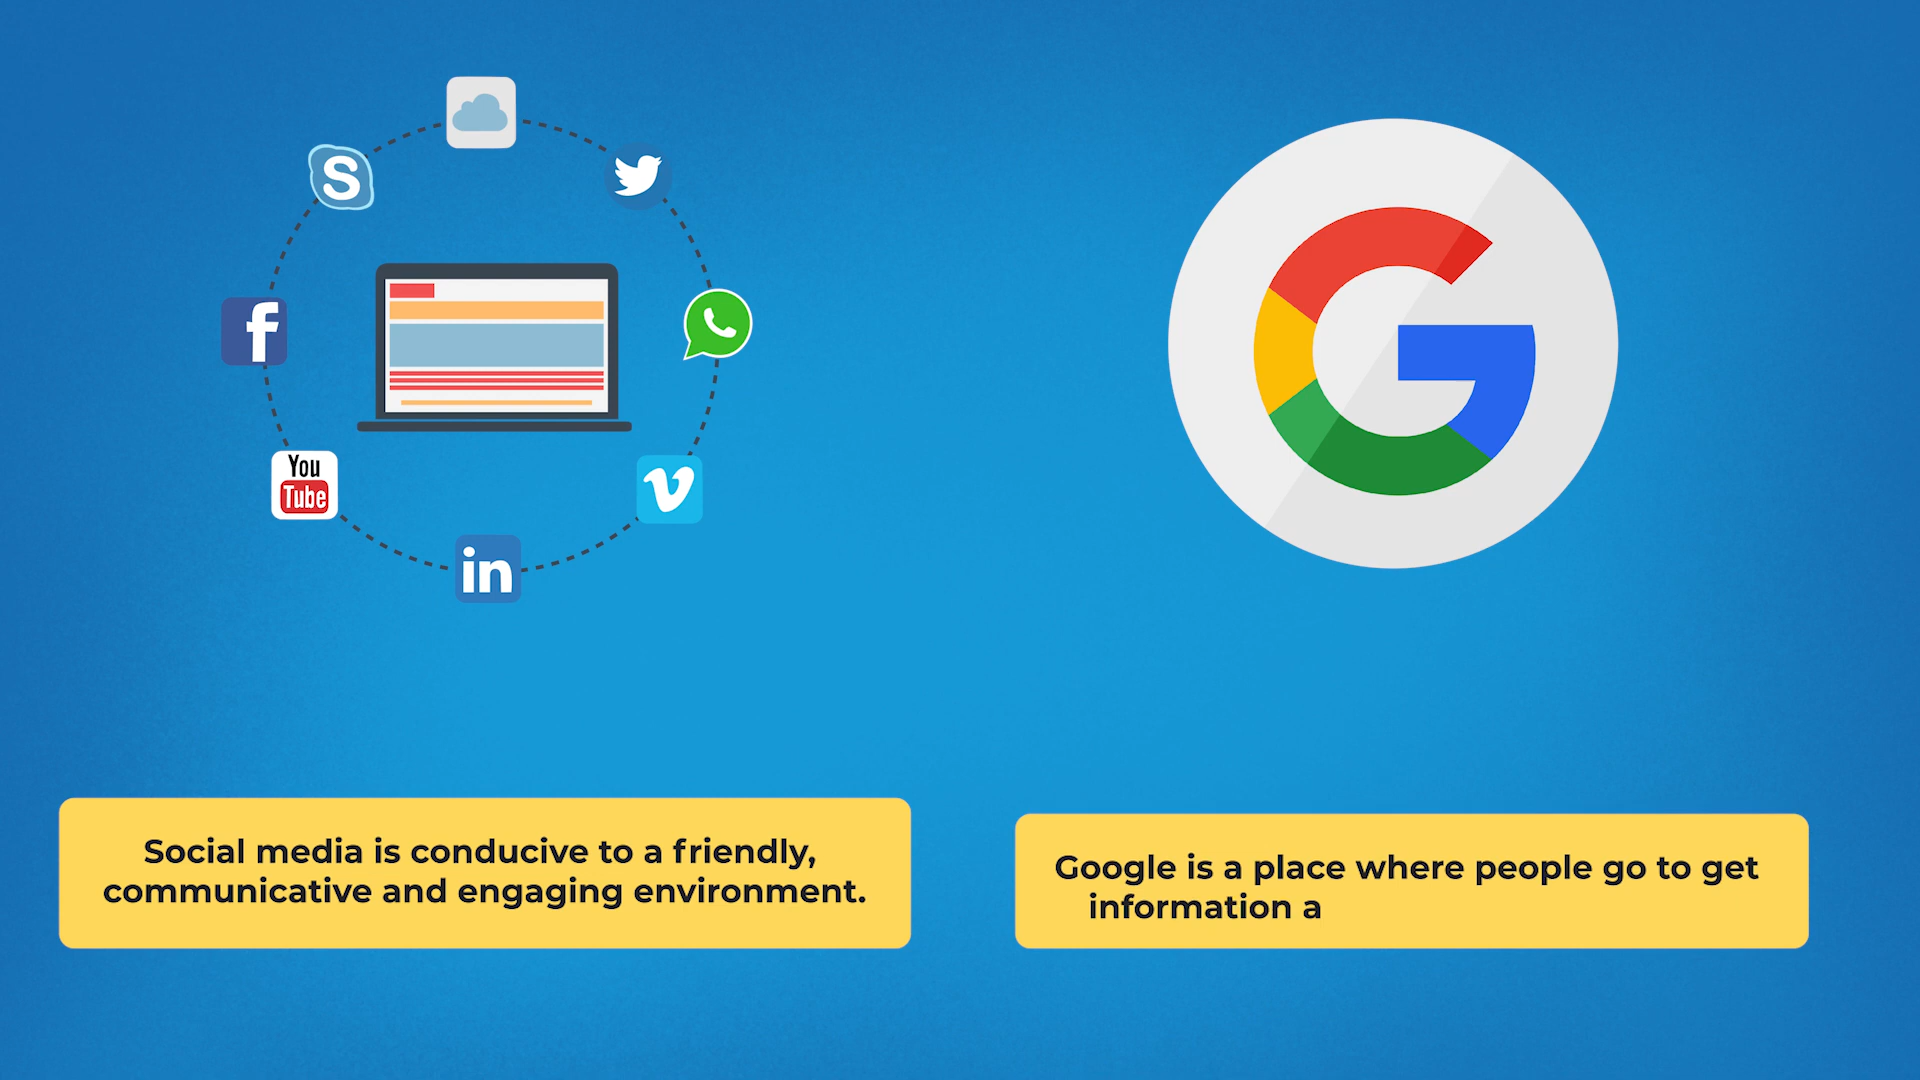 S
f
You
Tube
in
Social media is conducive to a friendly,
communicative and engaging environment.
G
Google is a place where people go to get
information a